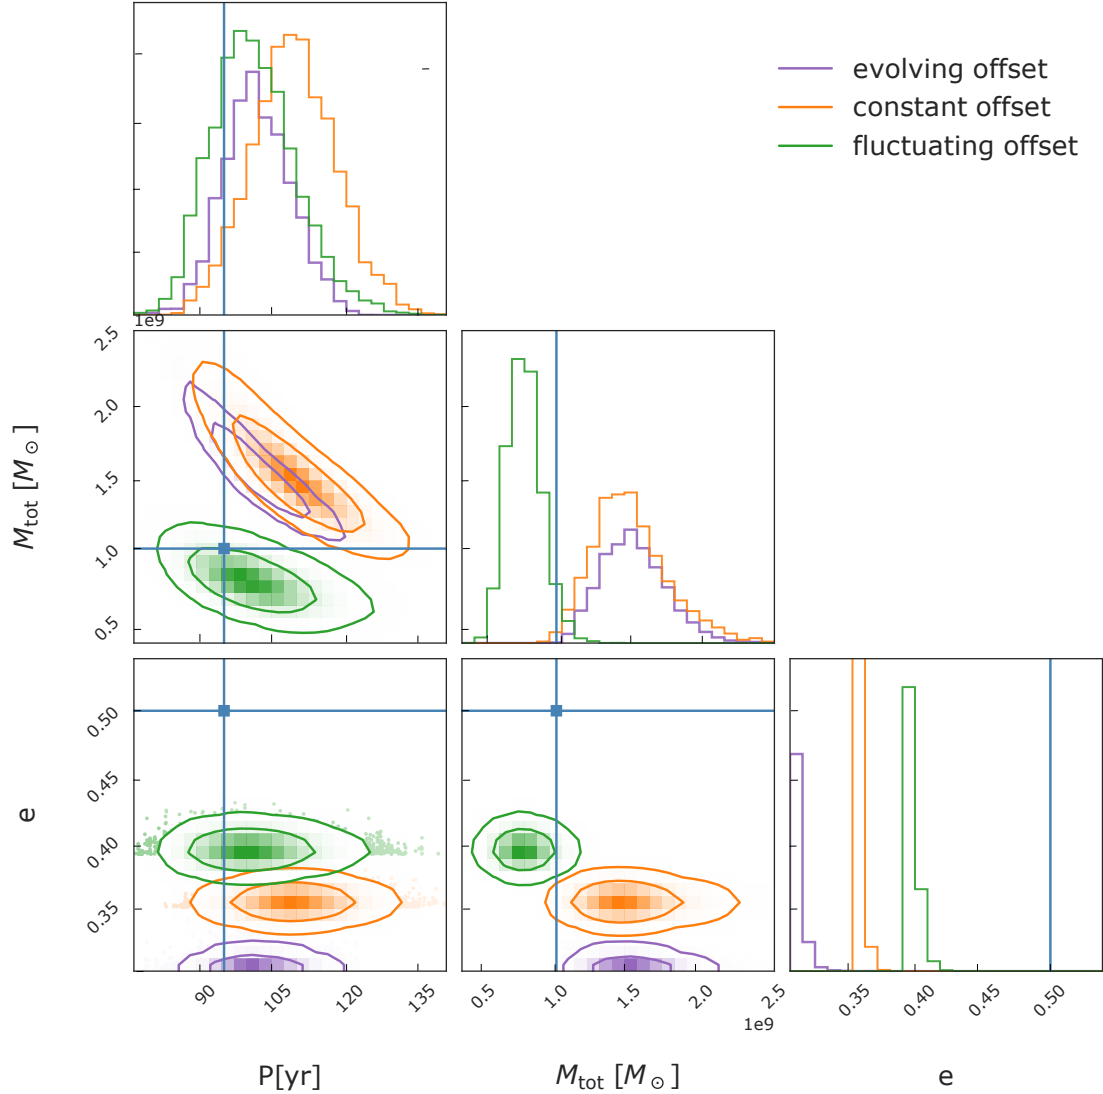 evolving offset
constant offset
fluctuating offset
1e9
2.5
2.0
1.5
1.0
0.5
M_tot [M_⊙]
0.50
0.45
0.40
0.35
e
90 105 120 135
0.5 1.0 1.5 2.0 2.5
1e9
0.35 0.40 0.45 0.50
P[yr]
M_tot [M_⊙]
e